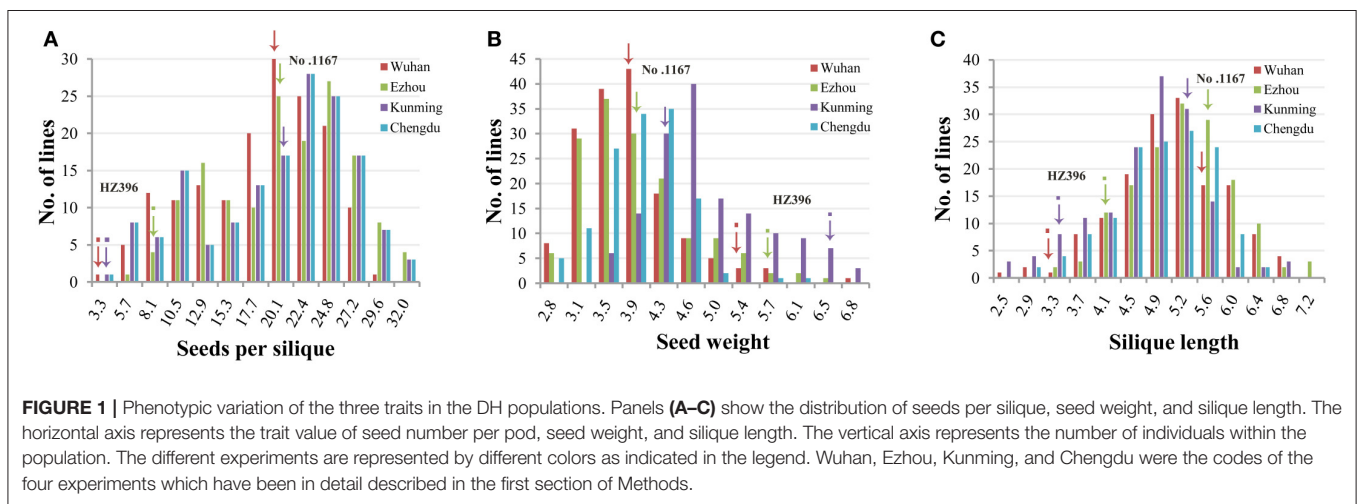 A
30
25
20
15
10
5
0
No. of lines
HZ396
No .1167
Wuhan
Ezhou
Kunming
Chengdu
3.3 5.7 8.1 10.5 12.9 15.3 17.7 20.1 22.4 24.8 27.2 29.6 32.0
Seeds per silique
B
45
40
35
30
25
20
15
10
5
0
No. of lines
No .1167
HZ396
Wuhan
Ezhou
Kunming
Chengdu
2.8 3.1 3.5 3.9 4.3 4.6 5.0 5.4 5.7 6.1 6.5 6.8
Seed weight
C
40
35
30
25
20
15
10
5
0
No. of lines
HZ396
No .1167
Wuhan
Ezhou
Kunming
Chengdu
2.5 2.9 3.3 3.7 4.1 4.5 4.9 5.2 5.6 6.0 6.4 6.8 7.2
Silique length
FIGURE 1 | Phenotypic variation of the three traits in the DH populations. Panels (A–C) show the distribution of seeds per silique, seed weight, and silique length. The
horizontal axis represents the trait value of seed number per pod, seed weight, and silique length. The vertical axis represents the number of individuals within the
population. The different experiments are represented by different colors as indicated in the legend. Wuhan, Ezhou, Kunming, and Chengdu were the codes of the
four experiments which have been in detail described in the first section of Methods.